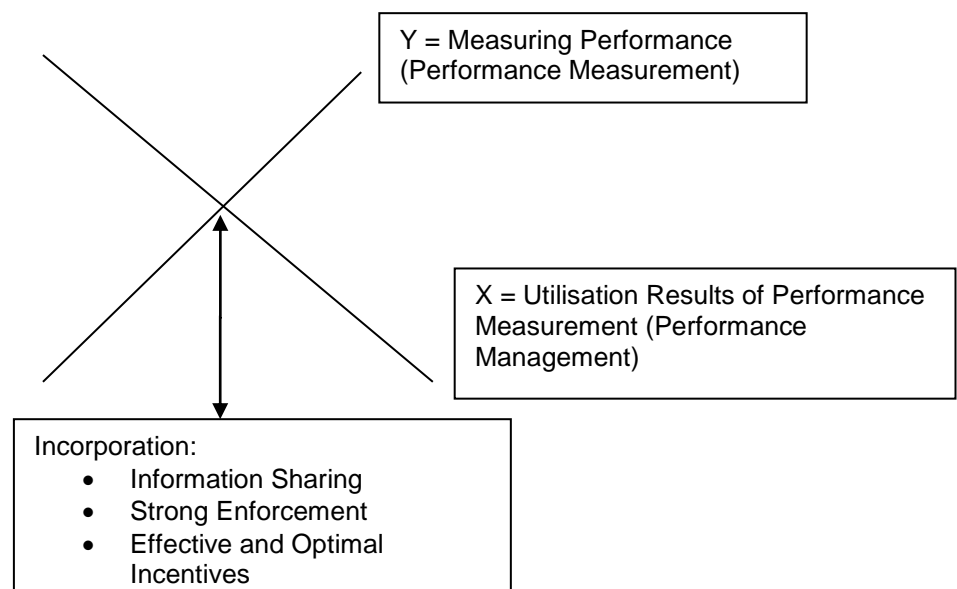 Y = Measuring Performance
(Performance Measurement)
X = Utilisation Results of Performance
Measurement (Performance
Management)
Incorporation:
• Information Sharing
• Strong Enforcement
• Effective and Optimal
Incentives